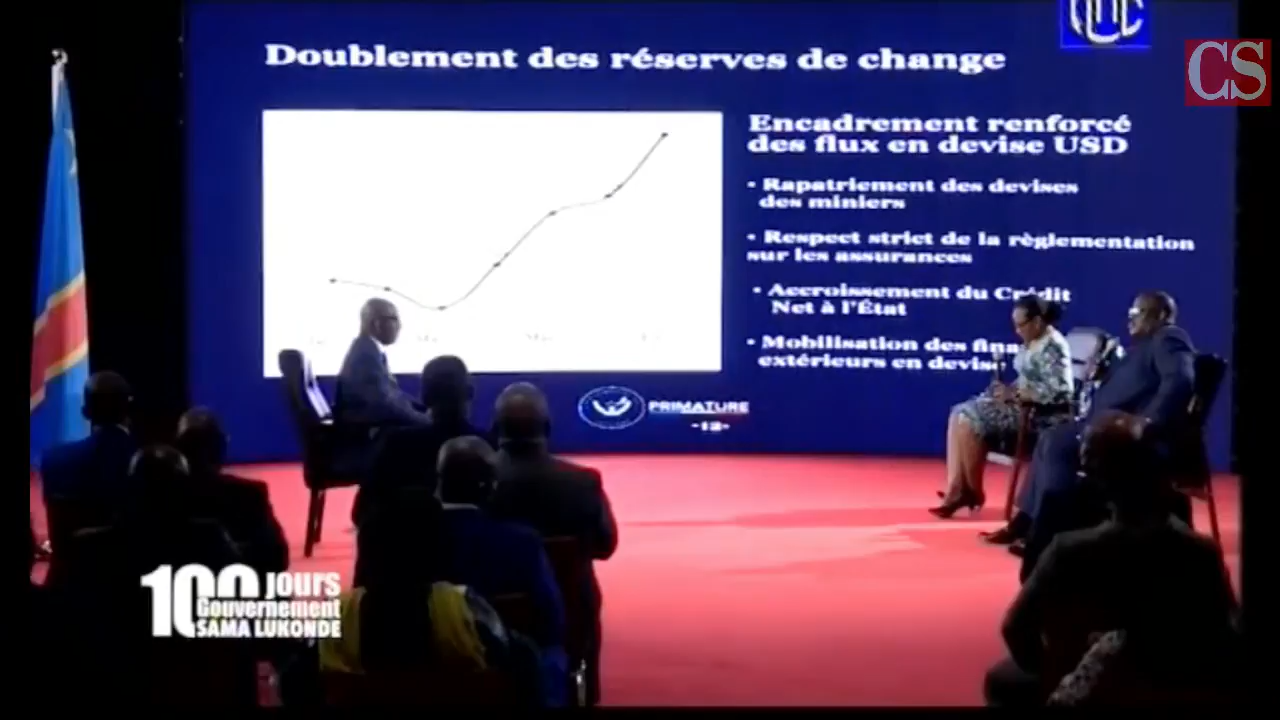 Doublement des réserves de change
CS
Encadrement renforcé
des flux en devise USD
• Rapatriement des devises
des miniers
• Respect strict de la règlementation
sur les assurances
• Accroissement du Crédit
Net à l'État
• Mobilisation des
extérieurs en devise
PRIMATURE
-12-
100 JOURS
Gouvernement
SAMA LUKONDE